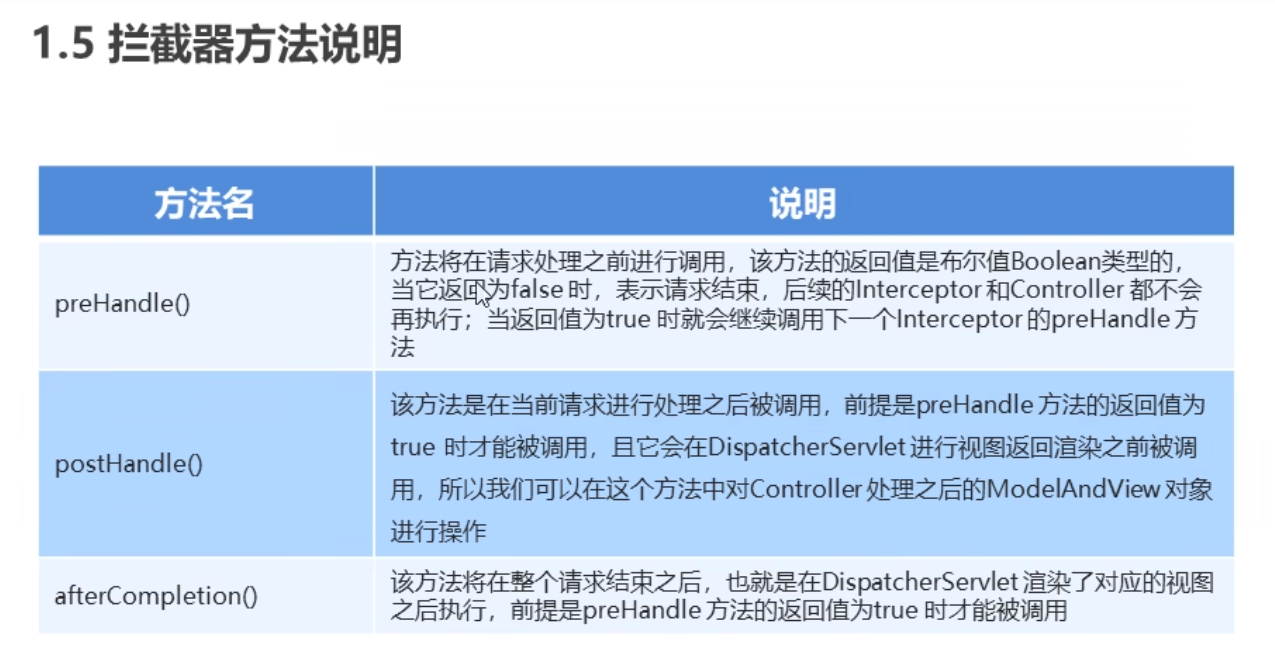 1.5 拦截器方法说明
方法名
说明
preHandle()
方法将在请求处理之前进行调用，该方法的返回值是布尔值Boolean类型的，
当它返回为false 时，表示请求结束，后续的Interceptor 和Controller 都不会
再执行；当返回值为true 时就会继续调用下一个Interceptor 的preHandle 方
法
postHandle()
该方法是在当前请求进行处理之后被调用，前提是preHandle 方法的返回值为
true 时才能被调用，且它会在DispatcherServlet 进行视图返回渲染之前被调
用，所以我们可以在这个方法中对Controller 处理之后的ModelAndView 对象
进行操作
afterCompletion()
该方法将在整个请求结束之后，也就是在DispatcherServlet 渲染了对应的视图
之后执行，前提是preHandle 方法的返回值为true 时才能被调用